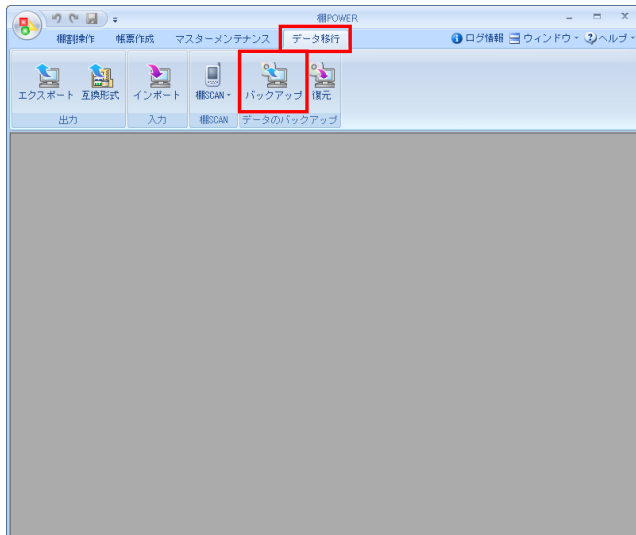 棚POWER
棚割操作 帳票作成 マスターメンテナンス データ移行 ログ情報 ウィンドウ ヘルプ
エクスポート 互換形式 インポート 棚SCAN バックアップ 復元
出力 入力 棚SCAN データのバックアップ